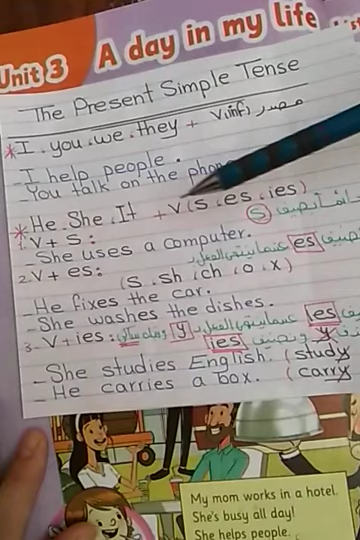 Unit 3 A day in my life
The Present Simple Tense
*I , you , we , they + V(inf) مصدر
- I help people.
- You talk on the phon
* He , She , It + V (s , es , ies)
1. V + s :
- She uses a computer.
2. V + es :
(s , sh , ch , o , x)
- He fixes the car.
- She washes the dishes.
3- V + ies :
ies
- She studies English. (study
- He carries a box. (carry
My mom works in a hotel.
She's busy all day!
She helps people.